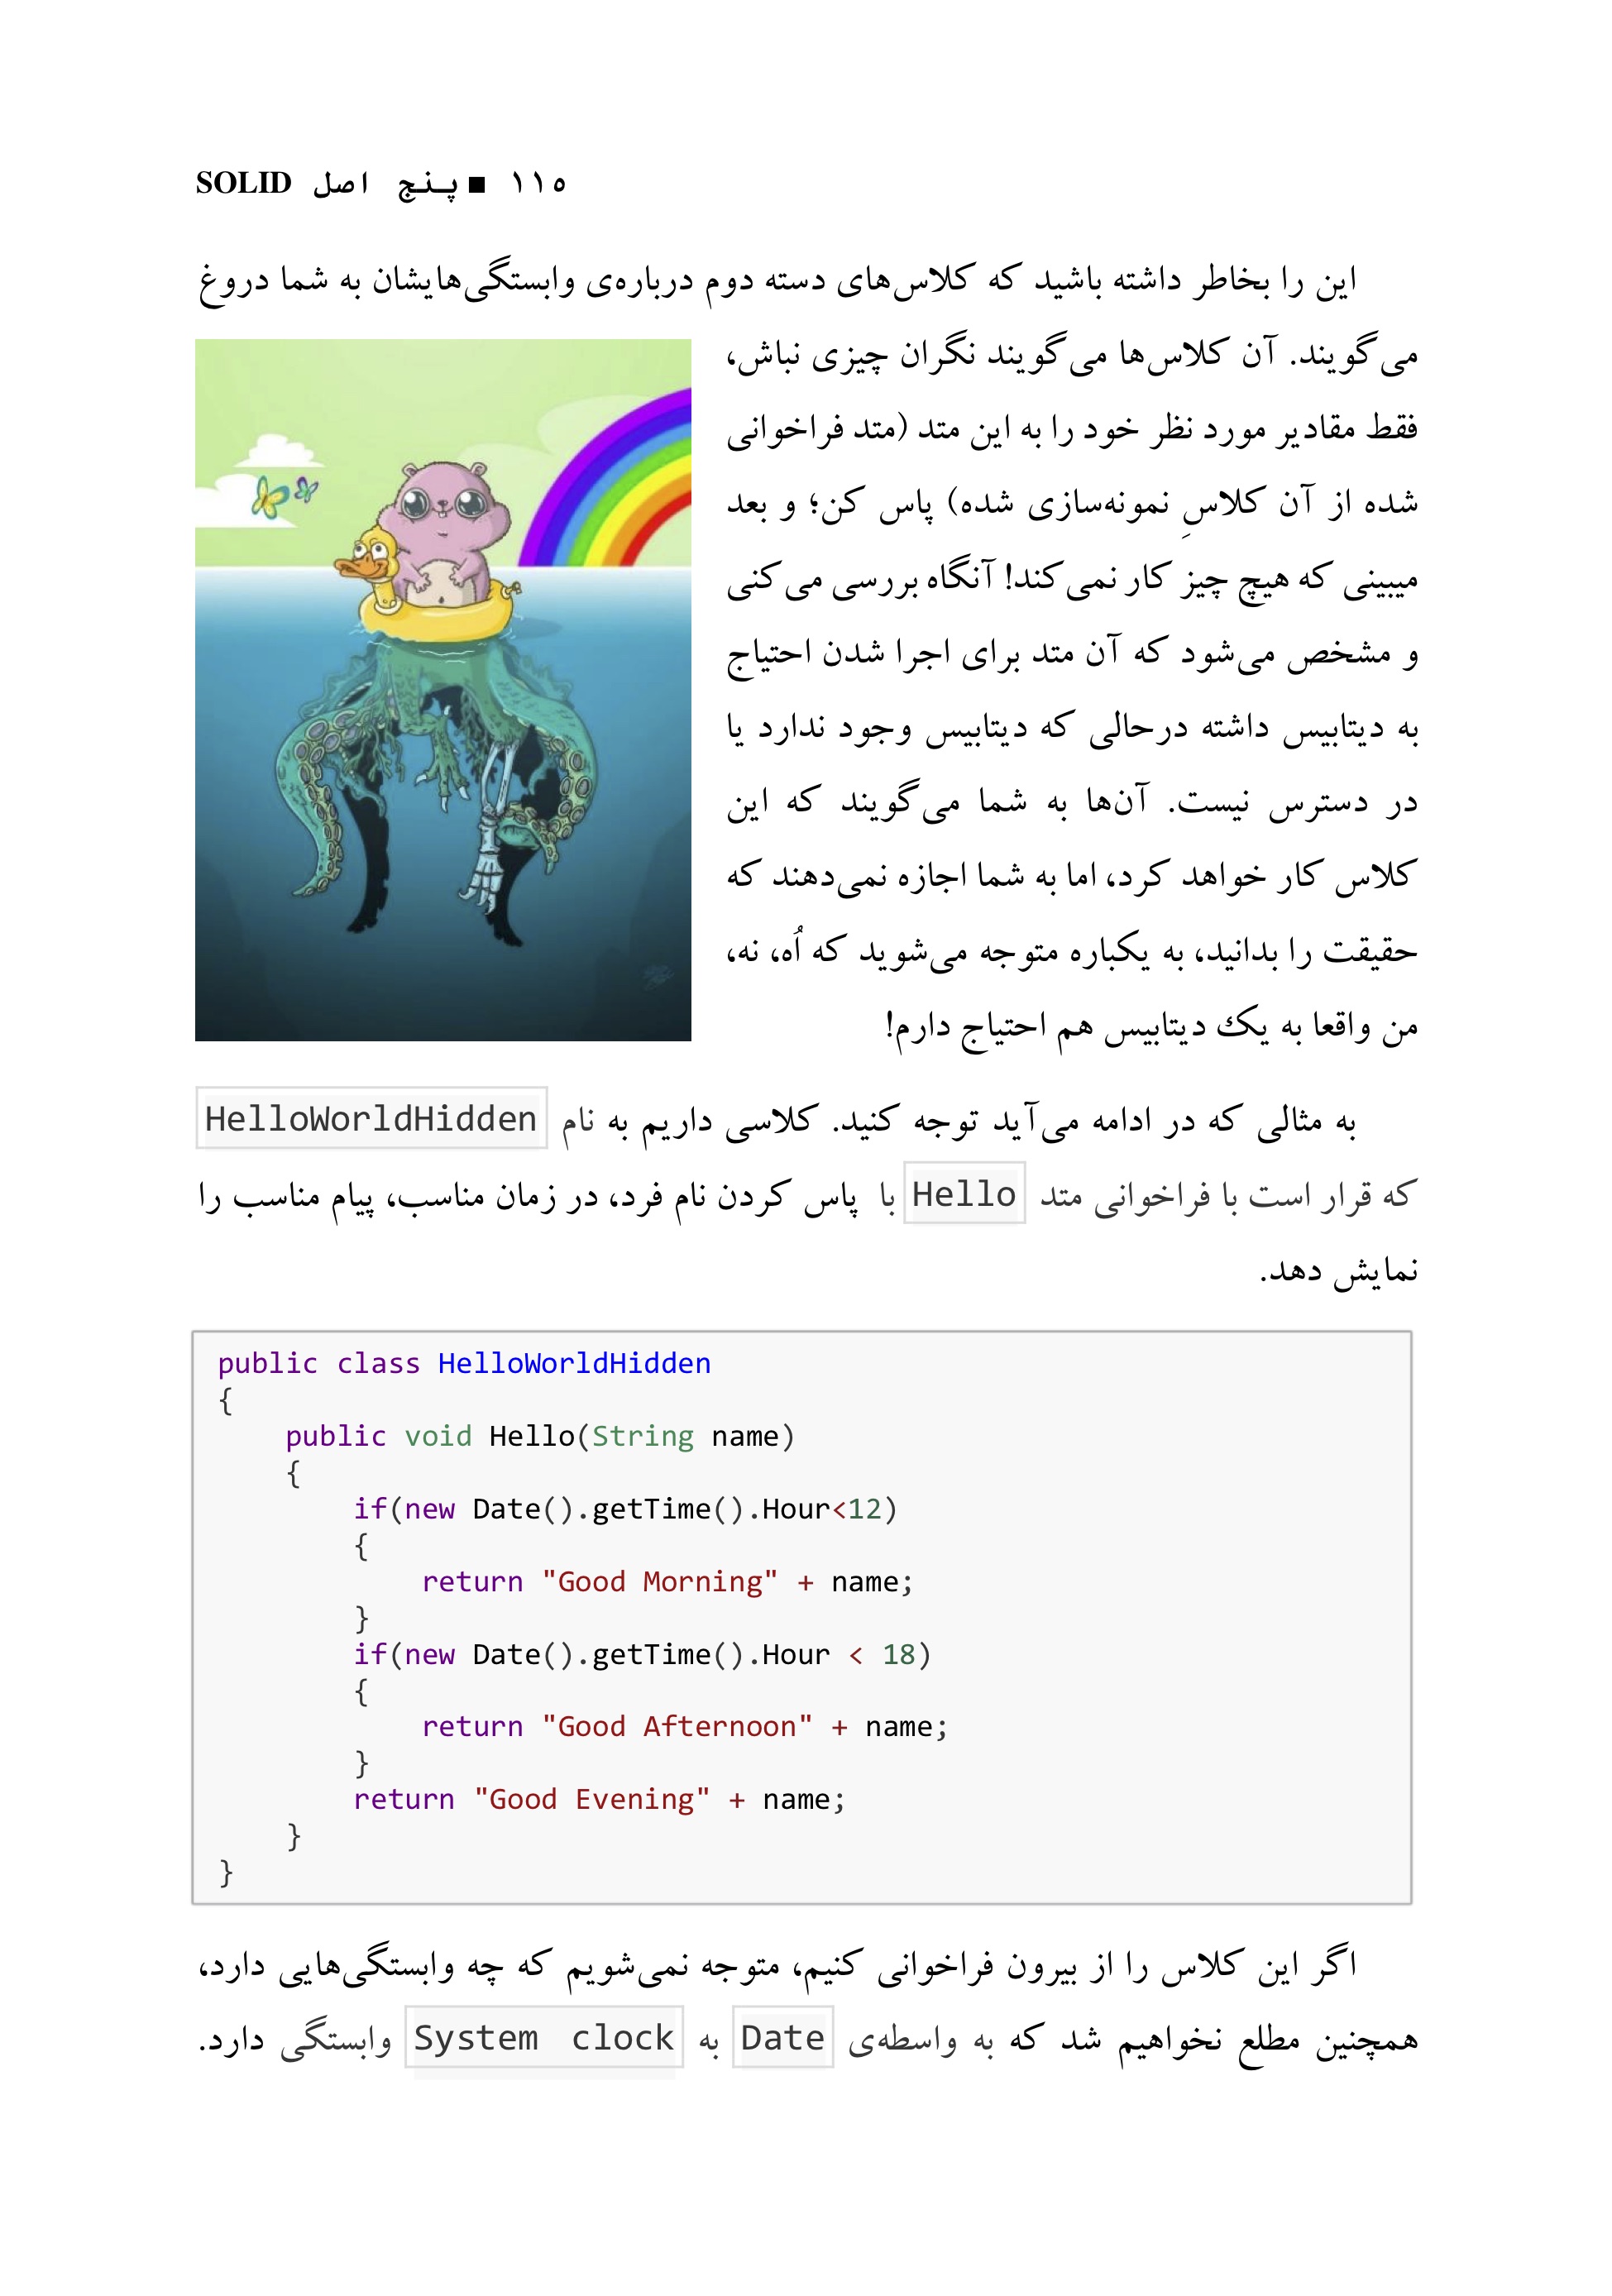 ۱۱۵ ■ پنج اصل SOLID
این را بخاطر داشته باشید که کلاس‌های دسته دوم درباره‌ی وابستگی‌هایشان به شما دروغ
می‌گویند. آن کلاس‌ها می‌گویند نگران چیزی نباش،
فقط مقادیر مورد نظر خود را به این متد (متد فراخوانی
شده از آن کلاسِ نمونه‌سازی شده) پاس کن؛ و بعد
میبینی که هیچ چیز کار نمی‌کند! آنگاه بررسی می‌کنی
و مشخص می‌شود که آن متد برای اجرا شدن احتیاج
به دیتابیس داشته درحالی که دیتابیس وجود ندارد یا
در دسترس نیست. آن‌ها به شما می‌گویند که این
کلاس کار خواهد کرد، اما به شما اجازه نمی‌دهند که
حقیقت را بدانید، به یکباره متوجه می‌شوید که اُه، نه،
من واقعا به یک دیتابیس هم احتیاج دارم!
به مثالی که در ادامه می‌آید توجه کنید. کلاسی داریم به نام HelloWorldHidden
که قرار است با فراخوانی متد Hello با پاس کردن نام فرد، در زمان مناسب، پیام مناسب را
نمایش دهد.
public class HelloWorldHidden
{
    public void Hello(String name)
    {
        if(new Date().getTime().Hour<12)
        {
            return "Good Morning" + name;
        }
        if(new Date().getTime().Hour < 18)
        {
            return "Good Afternoon" + name;
        }
        return "Good Evening" + name;
    }
}
اگر این کلاس را از بیرون فراخوانی کنیم، متوجه نمی‌شویم که چه وابستگی‌هایی دارد،
همچنین مطلع نخواهیم شد که به واسطه‌ی Date به System clock وابستگی دارد.